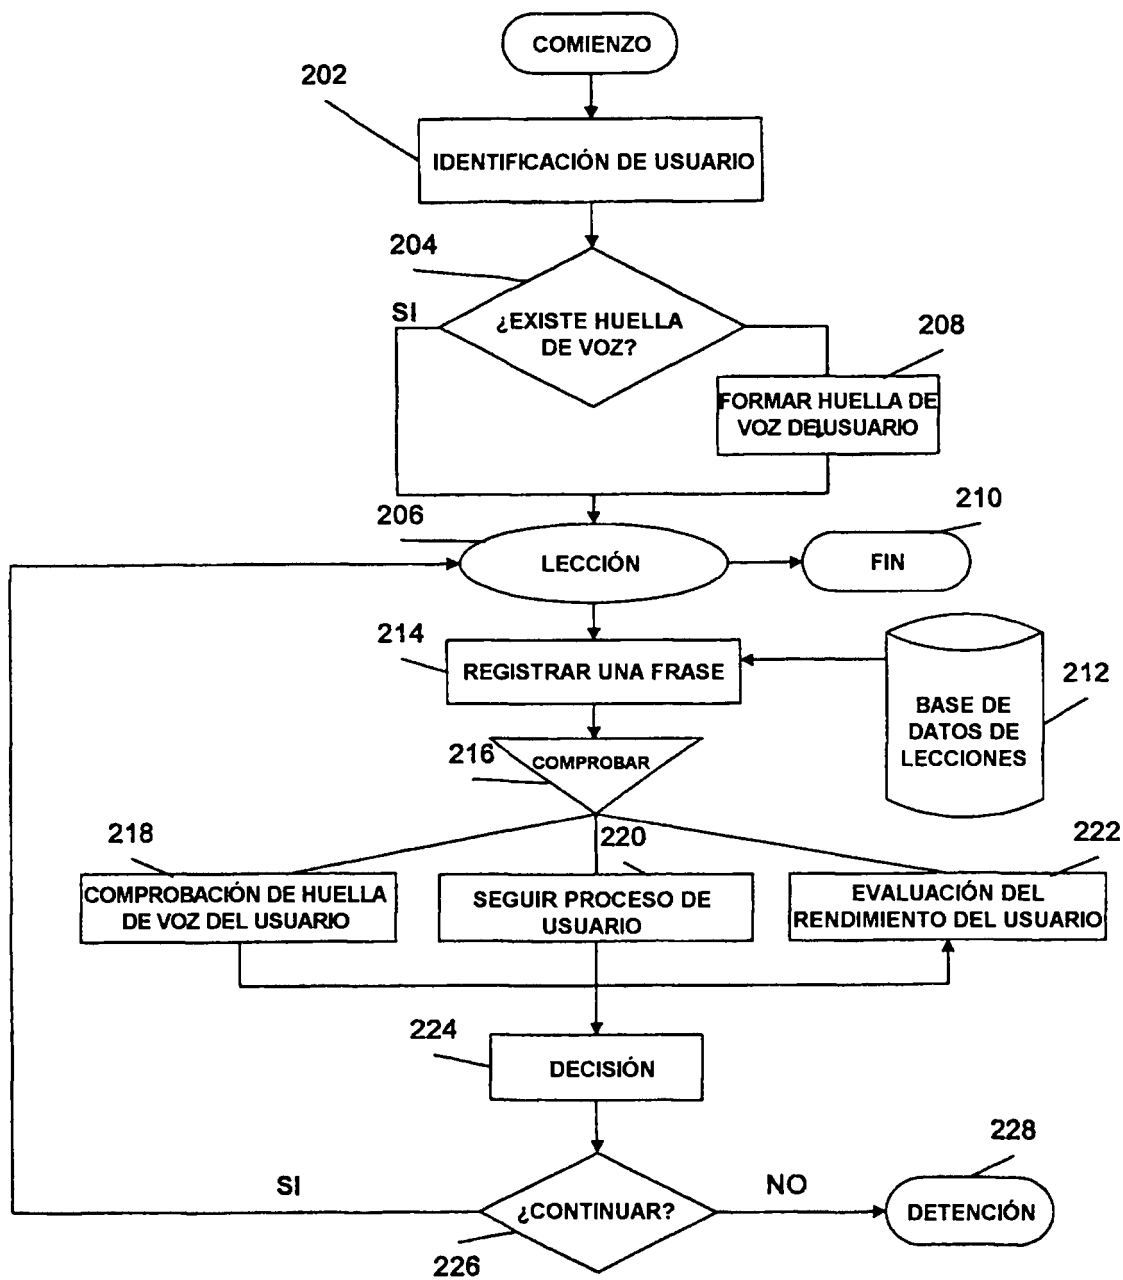 COMIENZO
202
IDENTIFICACIÓN DE USUARIO
204
SI
¿EXISTE HUELLA
DE VOZ?
208
FORMAR HUELLA DE
VOZ DEL USUARIO
206
LECCIÓN
210
FIN
214
REGISTRAR UNA FRASE
212
BASE DE
DATOS DE
LECCIONES
216
COMPROBAR
218
COMPROBACIÓN DE HUELLA
DE VOZ DEL USUARIO
220
SEGUIR PROCESO DE
USUARIO
222
EVALUACIÓN DEL
RENDIMIENTO DEL USUARIO
224
DECISIÓN
SI
¿CONTINUAR?
226
NO
228
DETENCIÓN